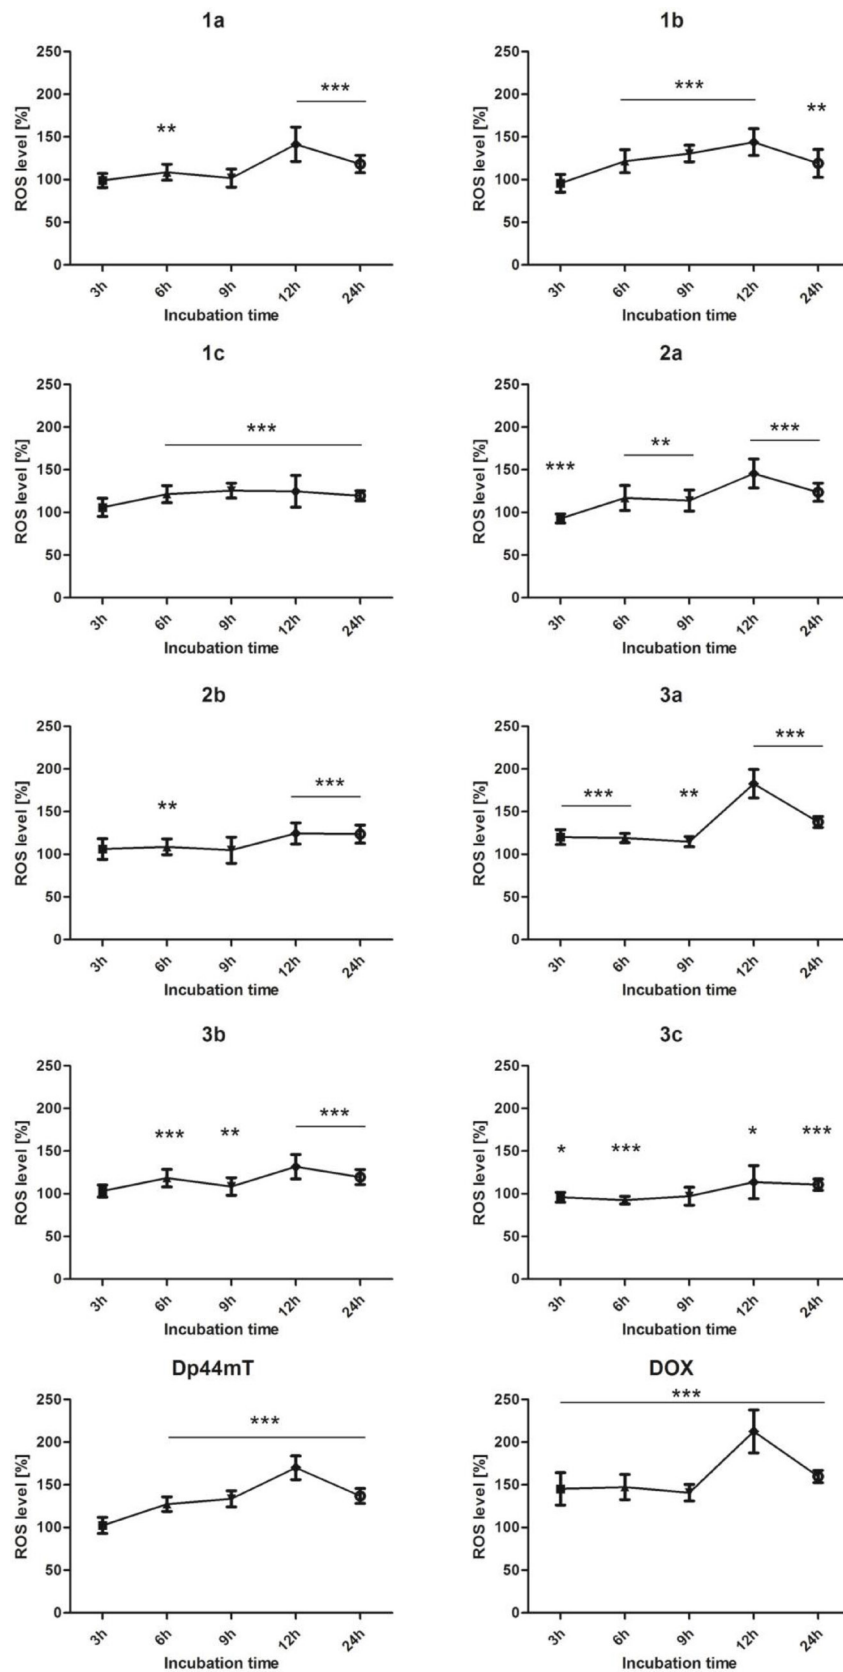 1a
250
200
150
100
50
0
ROS level [%]
**
***
3h
6h
9h
12h
24h
Incubation time
1b
250
200
150
100
50
0
ROS level [%]
***
**
3h
6h
9h
12h
24h
Incubation time
1c
250
200
150
100
50
0
ROS level [%]
***
3h
6h
9h
12h
24h
Incubation time
2a
250
200
150
100
50
0
ROS level [%]
***
**
***
3h
6h
9h
12h
24h
Incubation time
2b
250
200
150
100
50
0
ROS level [%]
**
***
3h
6h
9h
12h
24h
Incubation time
3a
250
200
150
100
50
0
ROS level [%]
***
**
***
3h
6h
9h
12h
24h
Incubation time
3b
250
200
150
100
50
0
ROS level [%]
***
**
***
3h
6h
9h
12h
24h
Incubation time
3c
250
200
150
100
50
0
ROS level [%]
*
***
*
***
3h
6h
9h
12h
24h
Incubation time
Dp44mT
250
200
150
100
50
0
ROS level [%]
***
3h
6h
9h
12h
24h
Incubation time
DOX
250
200
150
100
50
0
ROS level [%]
***
3h
6h
9h
12h
24h
Incubation time